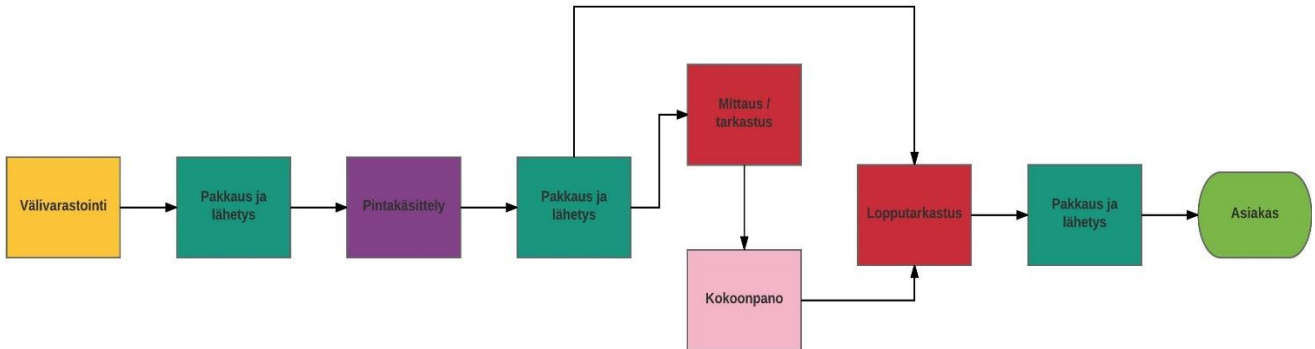 Välivarastointi
Pakkaus ja
lähetys
Pintakäsittely
Pakkaus ja
lähetys
Mittaus /
tarkastus
Kokoonpano
Lopputarkastus
Pakkaus ja
lähetys
Asiakas